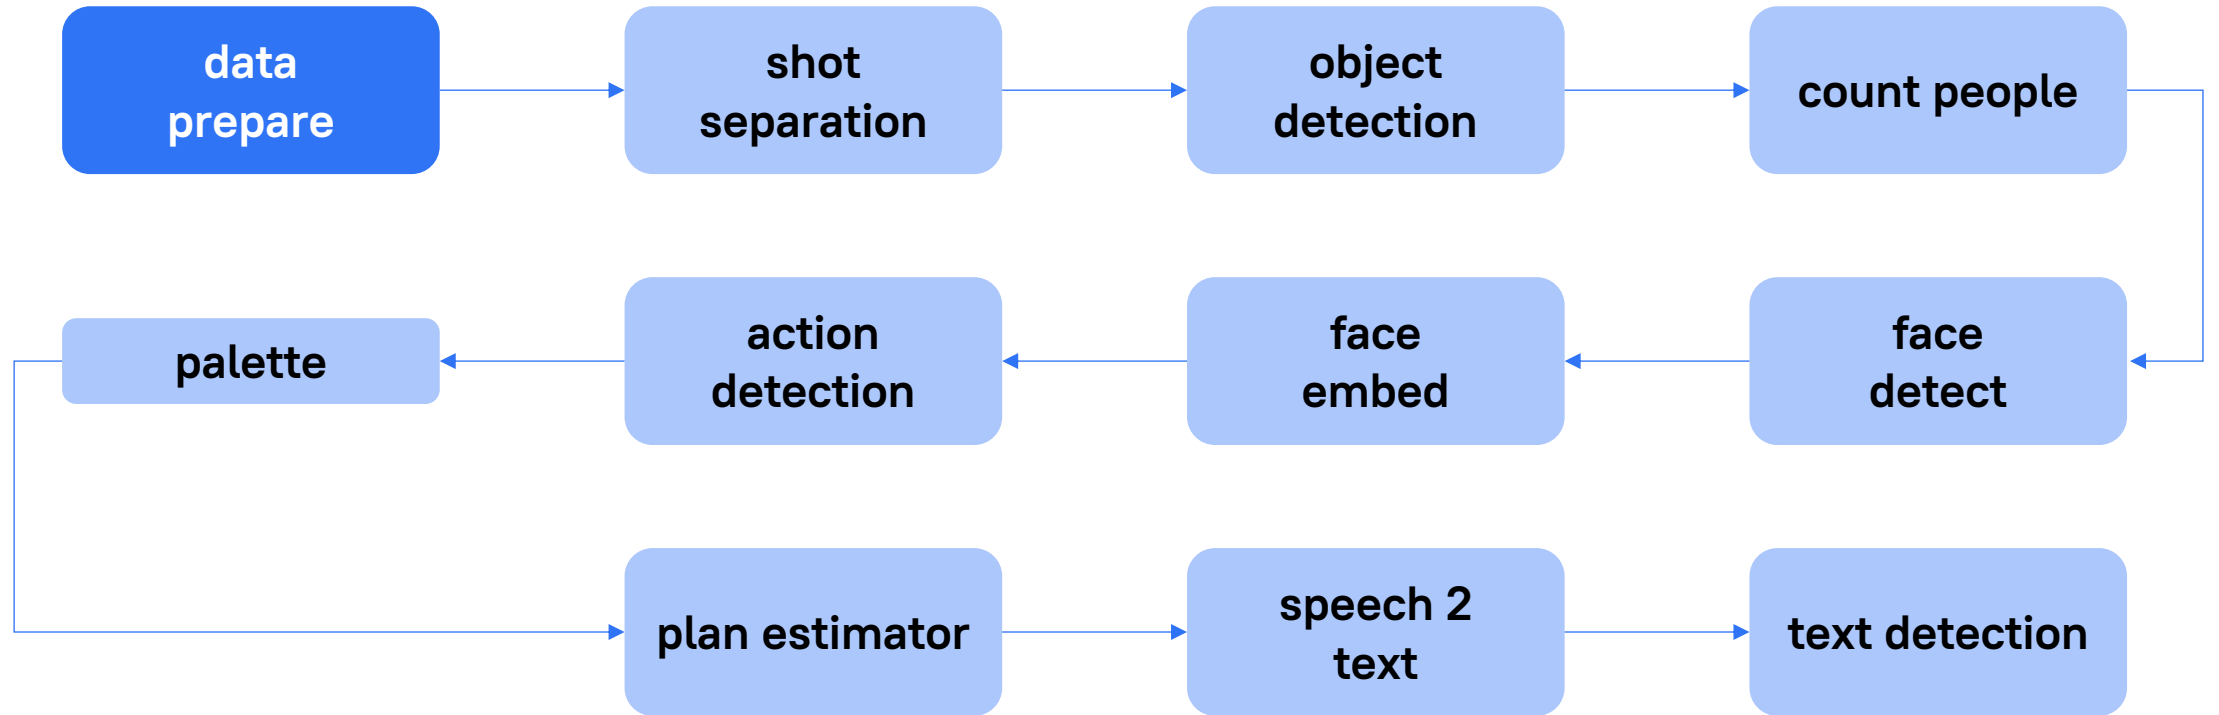 data
prepare
shot
separation
object
detection
count people
face
detect
face
embed
action
detection
palette
plan estimator
speech 2
text
text detection